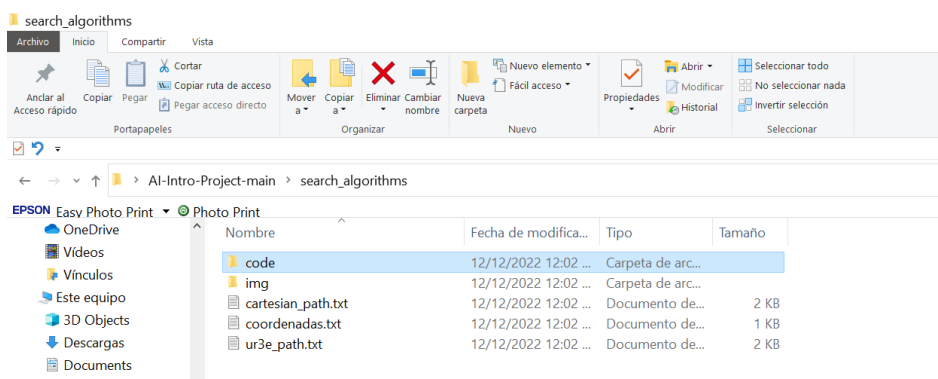 search_algorithms
Archivo Inicio Compartir Vista
Anclar al Acceso rápido
Copiar
Pegar
Cortar
Copiar ruta de acceso
Pegar acceso directo
Portapapeles
Mover a
Copiar a
Eliminar
Cambiar nombre
Organizar
Nueva carpeta
Nuevo elemento
Fácil acceso
Nuevo
Propiedades
Abrir
Modificar
Historial
Abrir
Seleccionar todo
No seleccionar nada
Invertir selección
Seleccionar
AI-Intro-Project-main > search_algorithms
EPSON Easy Photo Print Photo Print
OneDrive
Vídeos
Vínculos
Este equipo
3D Objects
Descargas
Documents
Nombre Fecha de modifica... Tipo Tamaño
code 12/12/2022 12:02 ... Carpeta de arc...
img 12/12/2022 12:02 ... Carpeta de arc...
cartesian_path.txt 12/12/2022 12:02 ... Documento de... 2 KB
coordenadas.txt 12/12/2022 12:02 ... Documento de... 1 KB
ur3e_path.txt 12/12/2022 12:02 ... Documento de... 2 KB